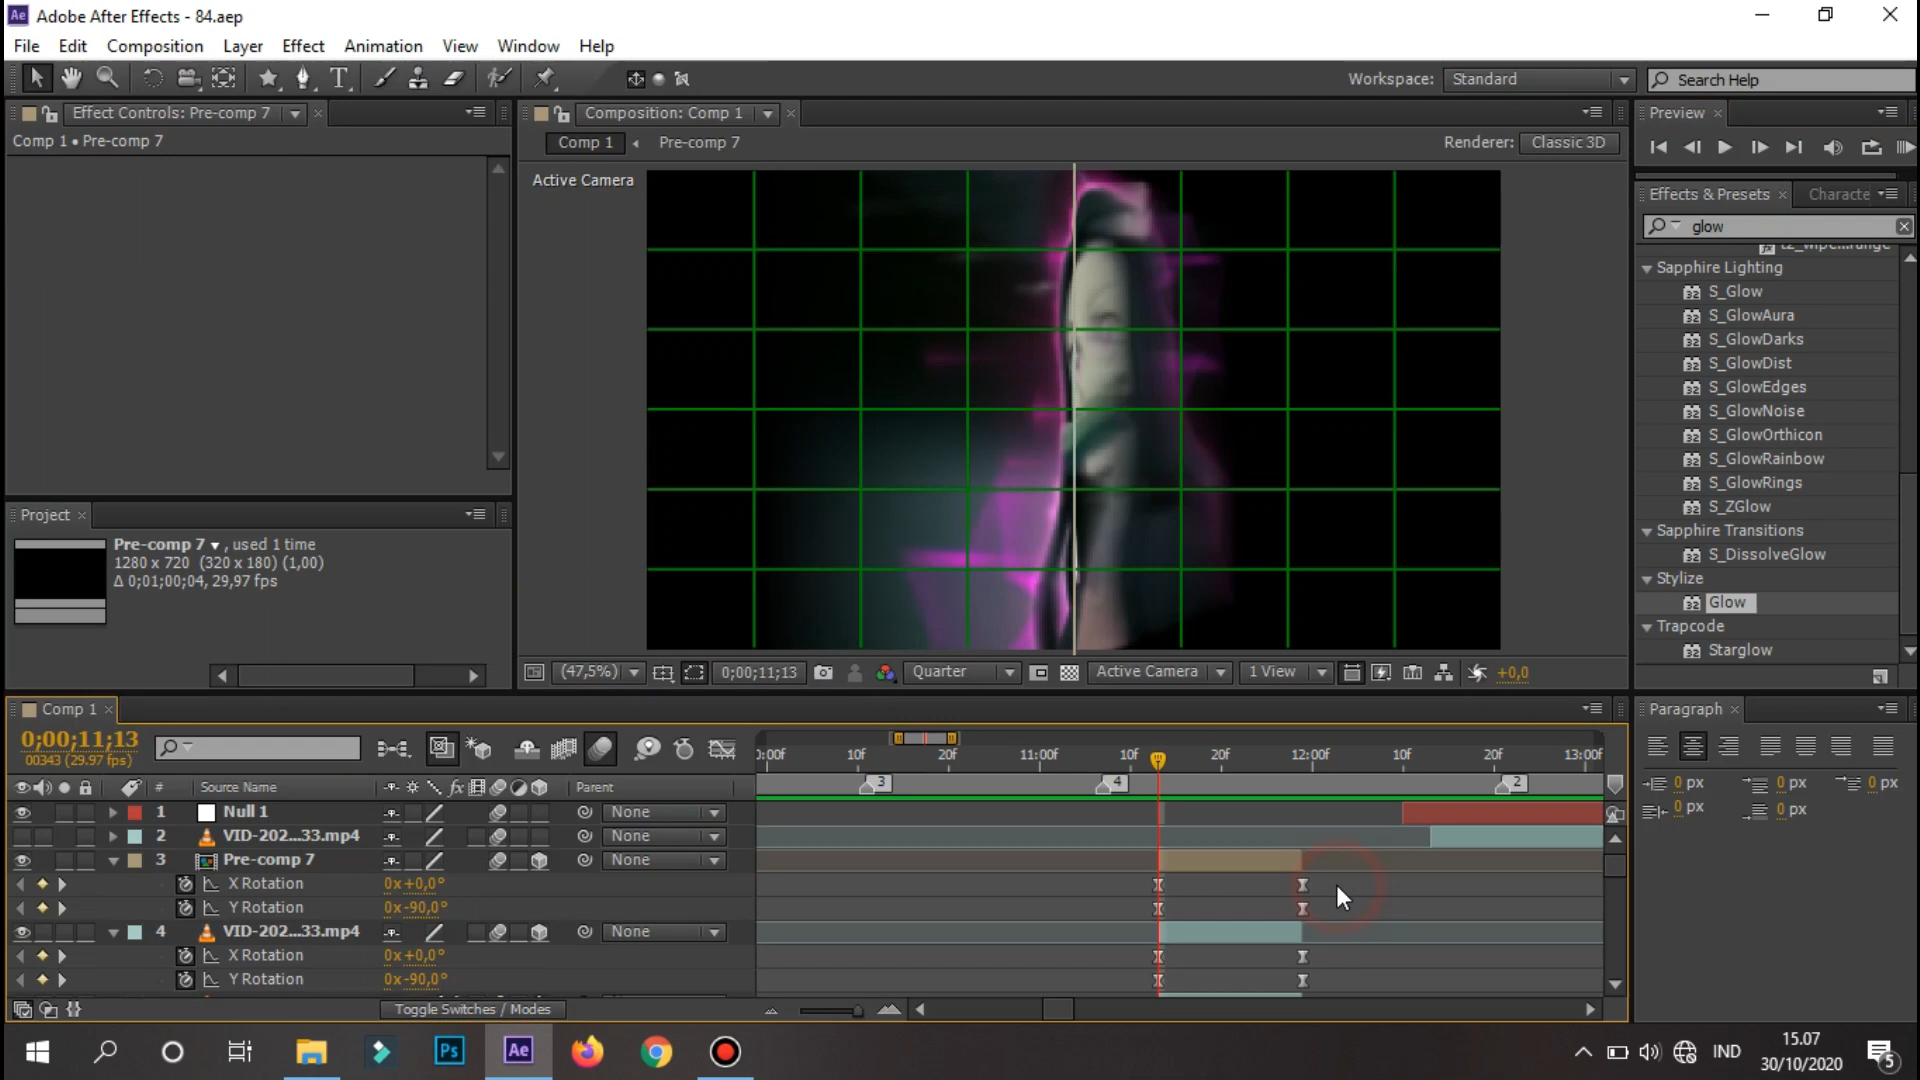 Ae Adobe After Effects - 84.aep
File Edit Composition Layer Effect Animation View Window Help
Workspace: Standard Search Help
Effect Controls: Pre-comp 7
Comp 1 • Pre-comp 7
Composition: Comp 1
Comp 1 Pre-comp 7
Renderer: Classic 3D
Active Camera
Preview
Effects & Presets Characte
glow
Sapphire Lighting
S_Glow
S_GlowAura
S_GlowDarks
S_GlowDist
S_GlowEdges
S_GlowNoise
S_GlowOrthicon
S_GlowRainbow
S_GlowRings
S_ZGlow
Sapphire Transitions
S_DissolveGlow
Stylize
Glow
Trapcode
Starglow
Project
Pre-comp 7 , used 1 time
1280 x 720 (320 x 180) (1,00)
Δ 0;01;00;04, 29,97 fps
(47,5%) 0;00;11;13 Quarter Active Camera 1 View +0,0
Comp 1
0;00;11;13
00343 (29.97 fps)
0:00f 10f 20f 11:00f 10f 20f 12:00f 10f 20f 13:00f
3 4 2
# Source Name fx Parent
1 Null 1 None
2 VID-202...33.mp4 None
3 Pre-comp 7 None
X Rotation 0x+0,0°
Y Rotation 0x-90,0°
4 VID-202...33.mp4 None
X Rotation 0x+0,0°
Y Rotation 0x-90,0°
Toggle Switches / Modes
Paragraph
0 px 0 px 0 px
0 px 0 px
Ps Ae
IND
15.07
30/10/2020
5